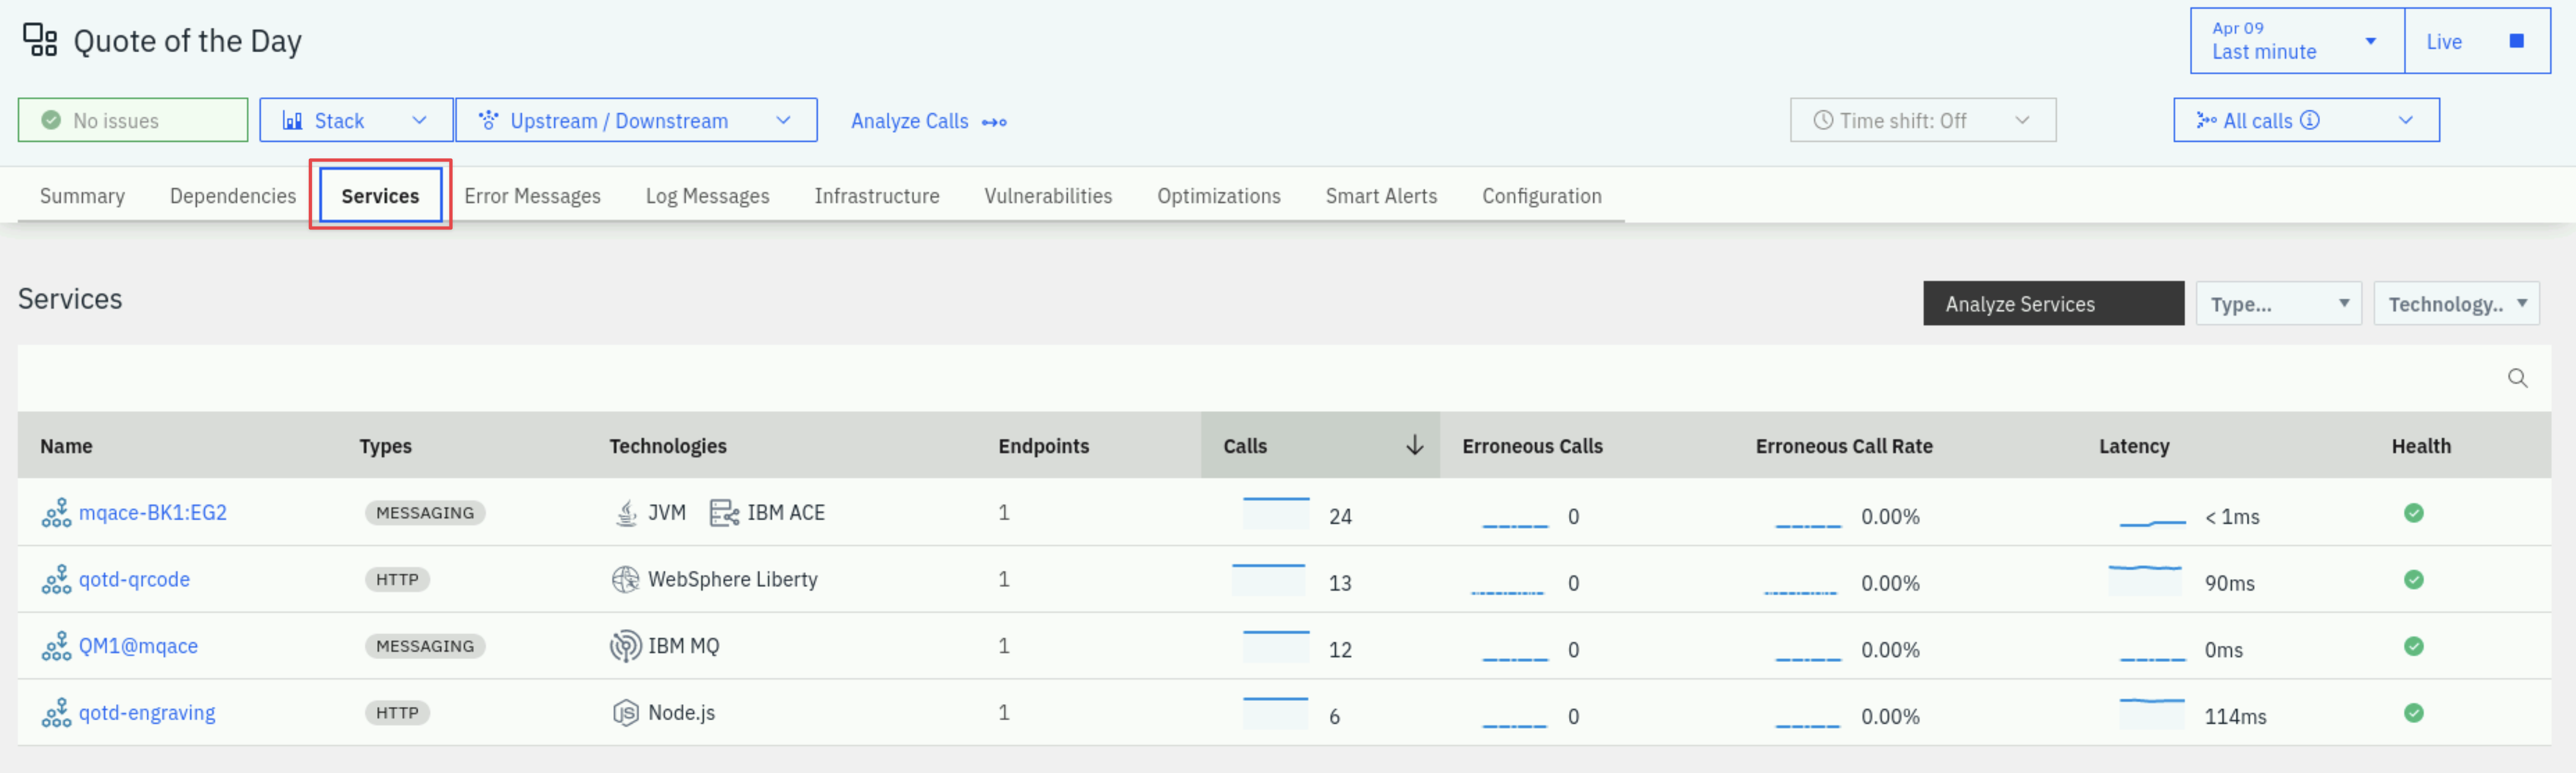 Quote of the Day
Apr 09
Last minute
Live
No issues
Stack
Upstream / Downstream
Analyze Calls
Time shift: Off
All calls
Summary Dependencies Services Error Messages Log Messages Infrastructure Vulnerabilities Optimizations Smart Alerts Configuration
Services
Analyze Services
Type...
Technology..
Name Types Technologies Endpoints Calls Erroneous Calls Erroneous Call Rate Latency Health
mqace-BK1:EG2 MESSAGING JVM IBM ACE 1 24 0 0.00% < 1ms
qotd-qrcode HTTP WebSphere Liberty 1 13 0 0.00% 90ms
QM1@mqace MESSAGING IBM MQ 1 12 0 0.00% 0ms
qotd-engraving HTTP JS Node.js 1 6 0 0.00% 114ms